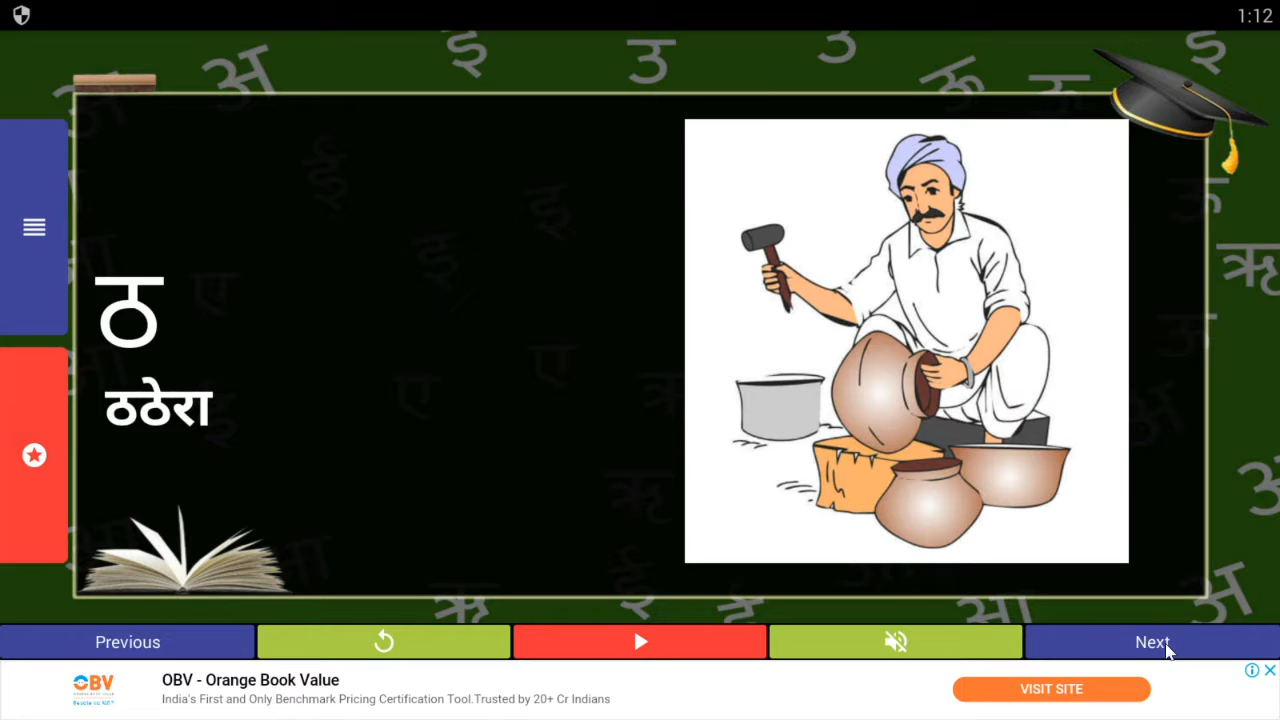 1:12
अ
इ
उ
उ
ऊ
ऊ
इ
ई
इ
इ
ए
ऊ
ऋ
ठ
ऊ
ए
ए
ठठेरा
अ
ऋ
अ
ई
ऋ
आ
अ
Previous
Next
OBV
OBV - Orange Book Value
India's First and Only Benchmark Pricing Certification Tool.Trusted by 20+ Cr Indians
VISIT SITE